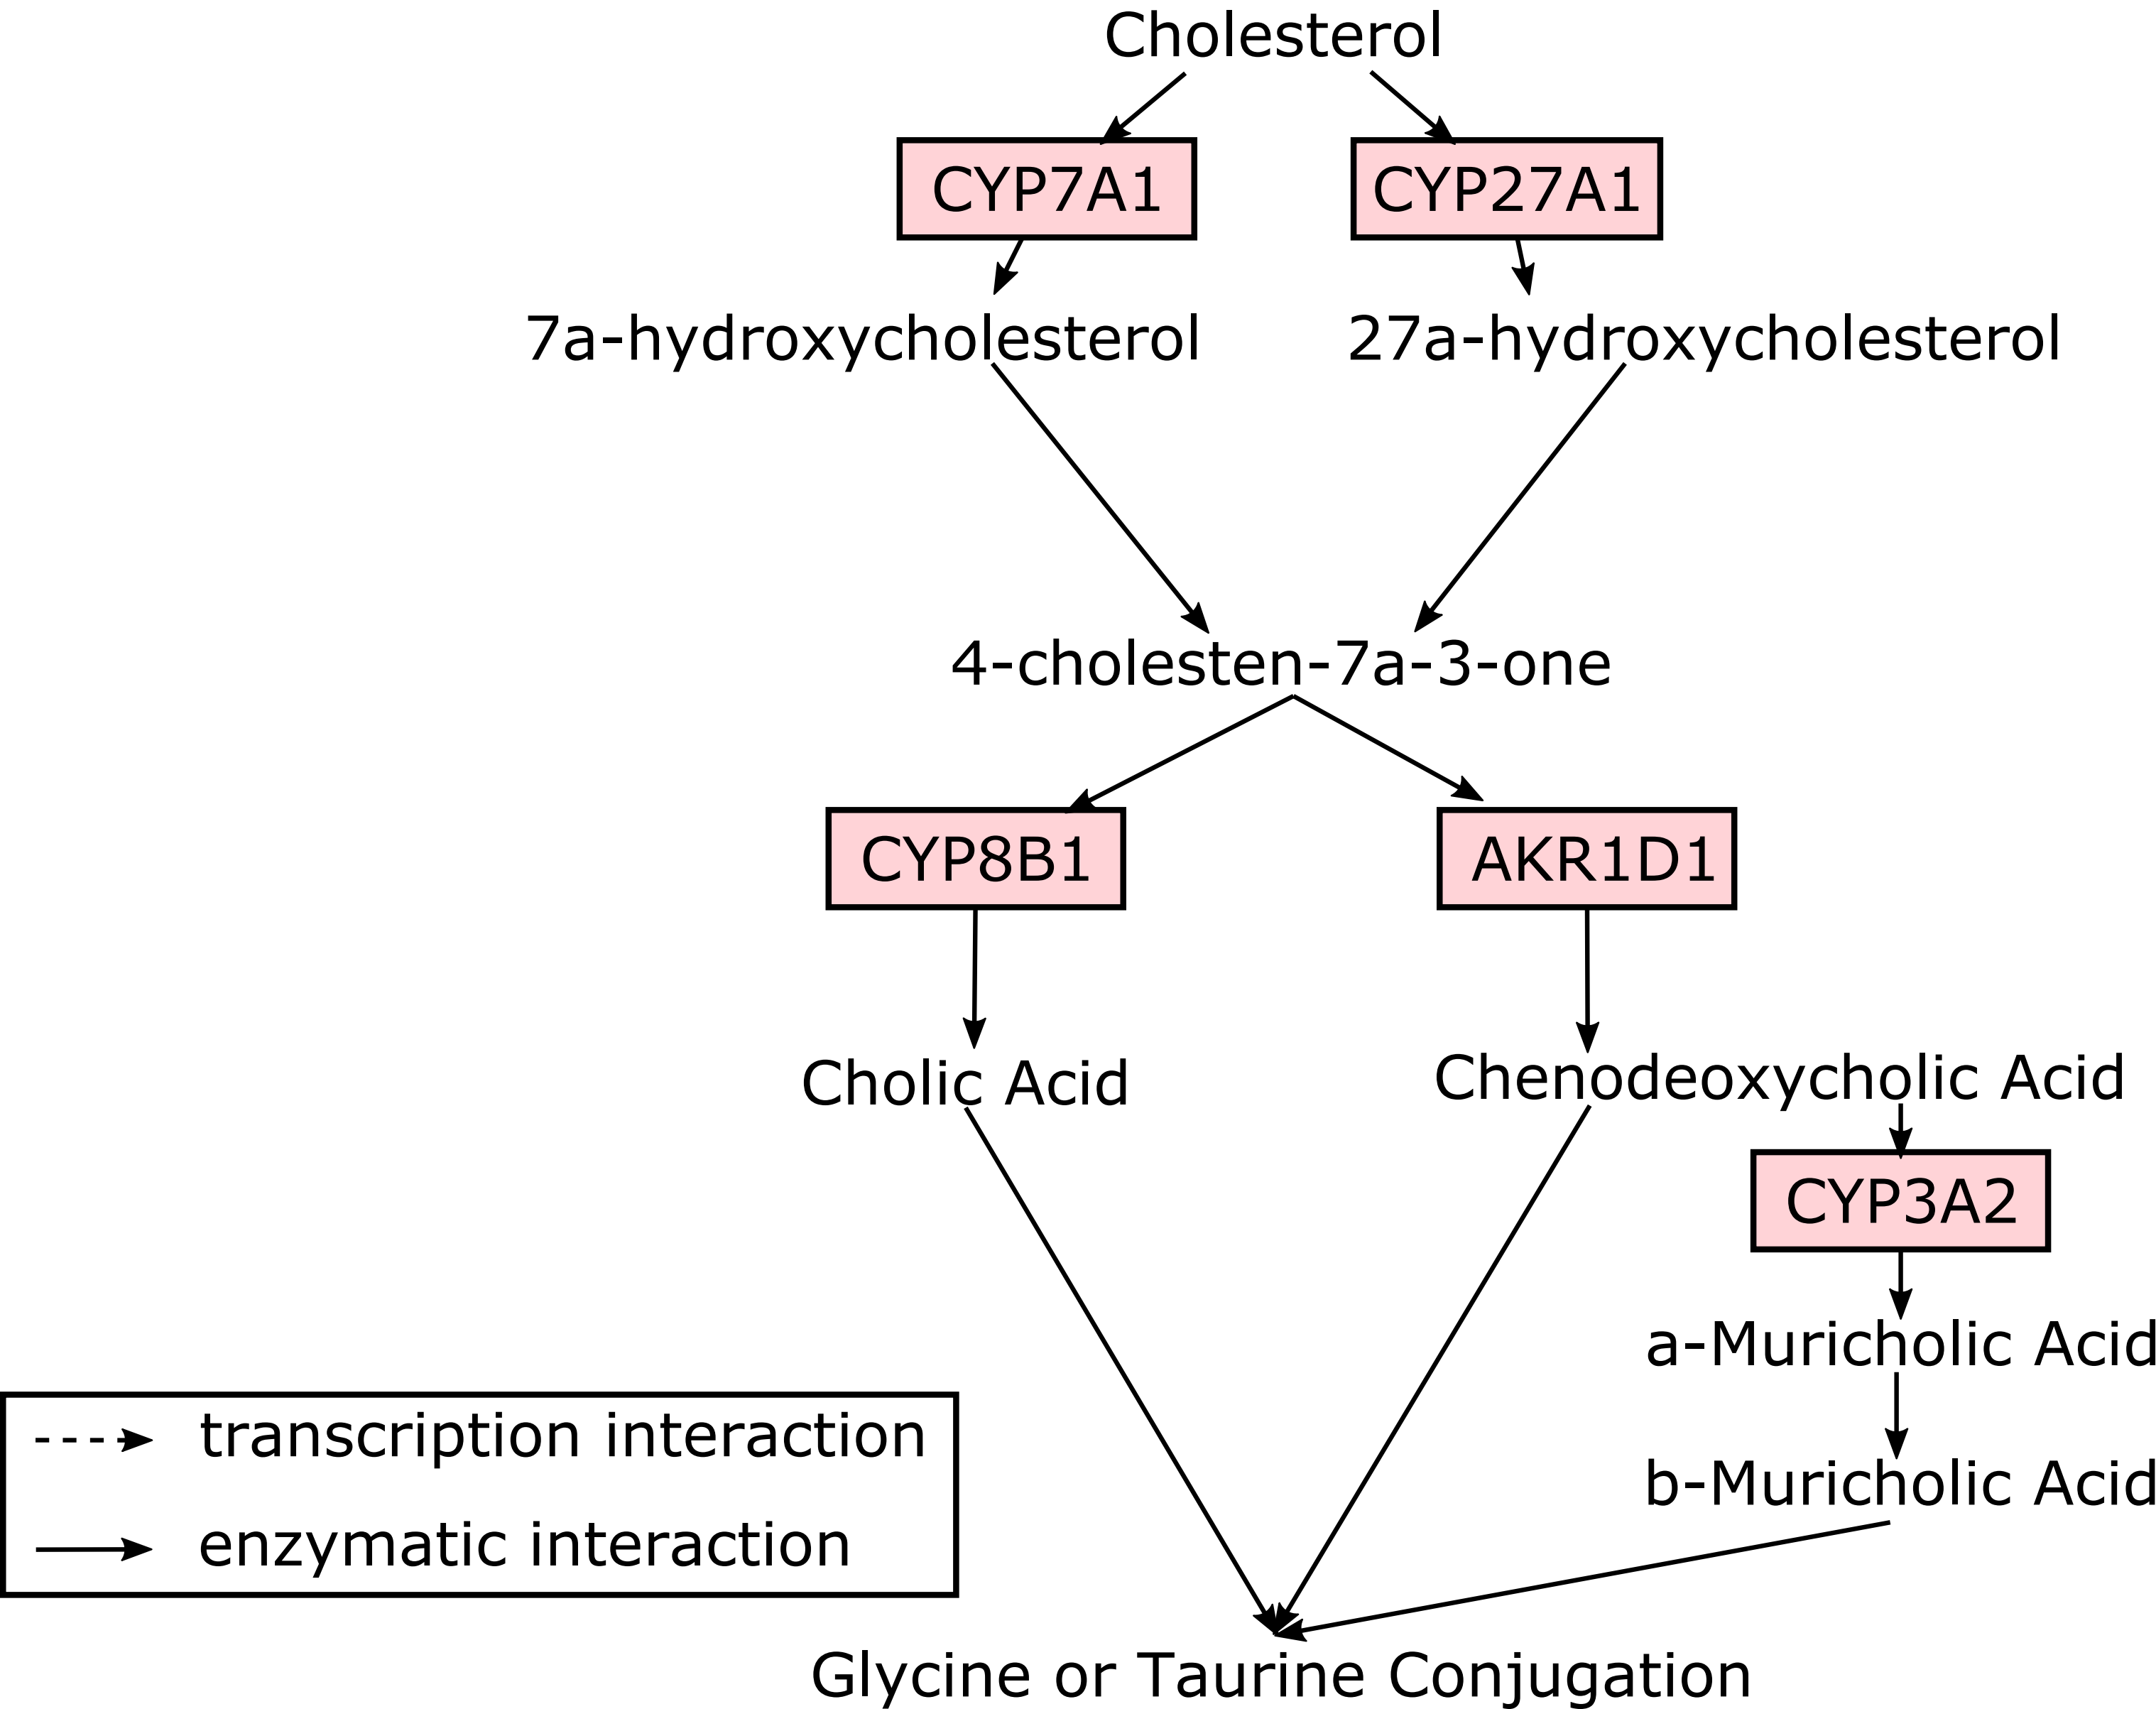 Cholesterol
CYP7A1
CYP27A1
7a-hydroxycholesterol
27a-hydroxycholesterol
4-cholesten-7a-3-one
CYP8B1
AKR1D1
Cholic Acid
Chenodeoxycholic Acid
CYP3A2
a-Muricholic Acid
b-Muricholic Acid
transcription interaction
enzymatic interaction
Glycine or Taurine Conjugation